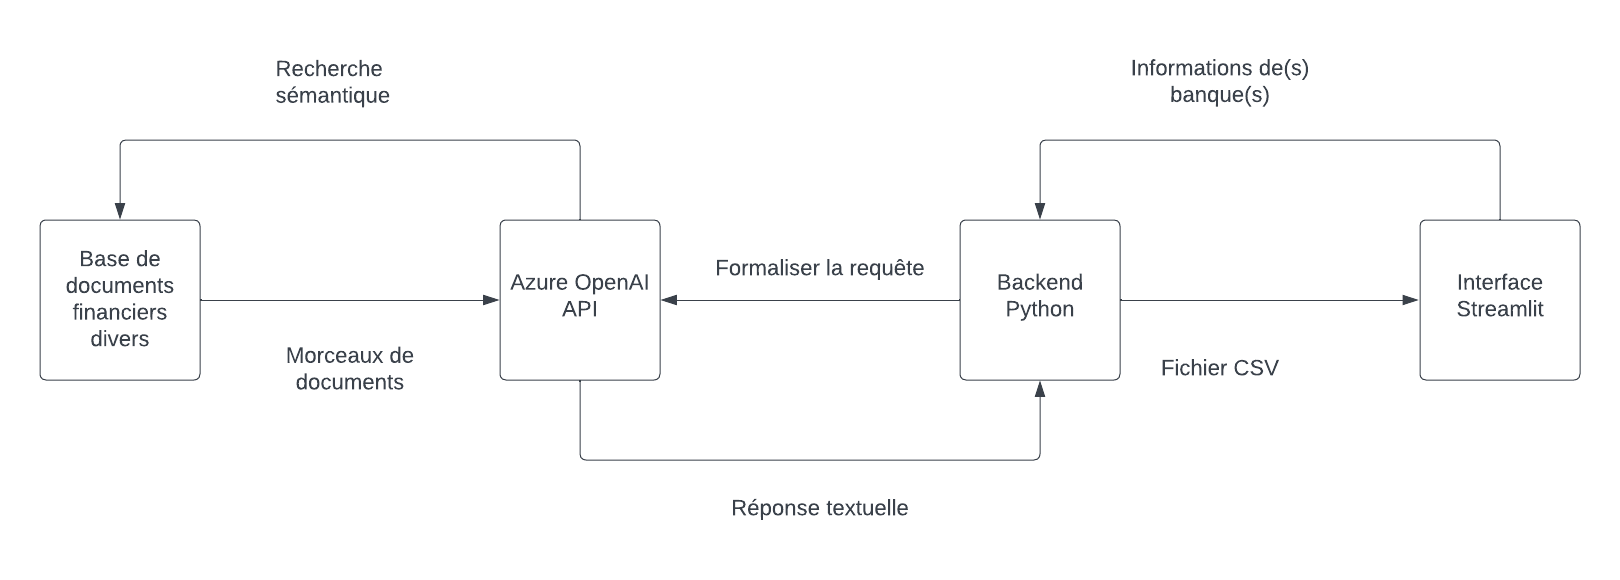 Recherche
sémantique
Informations de(s)
banque(s)
Base de
documents
financiers
divers
Morceaux de
documents
Azure OpenAI
API
Formaliser la requête
Backend
Python
Fichier CSV
Interface
Streamlit
Réponse textuelle